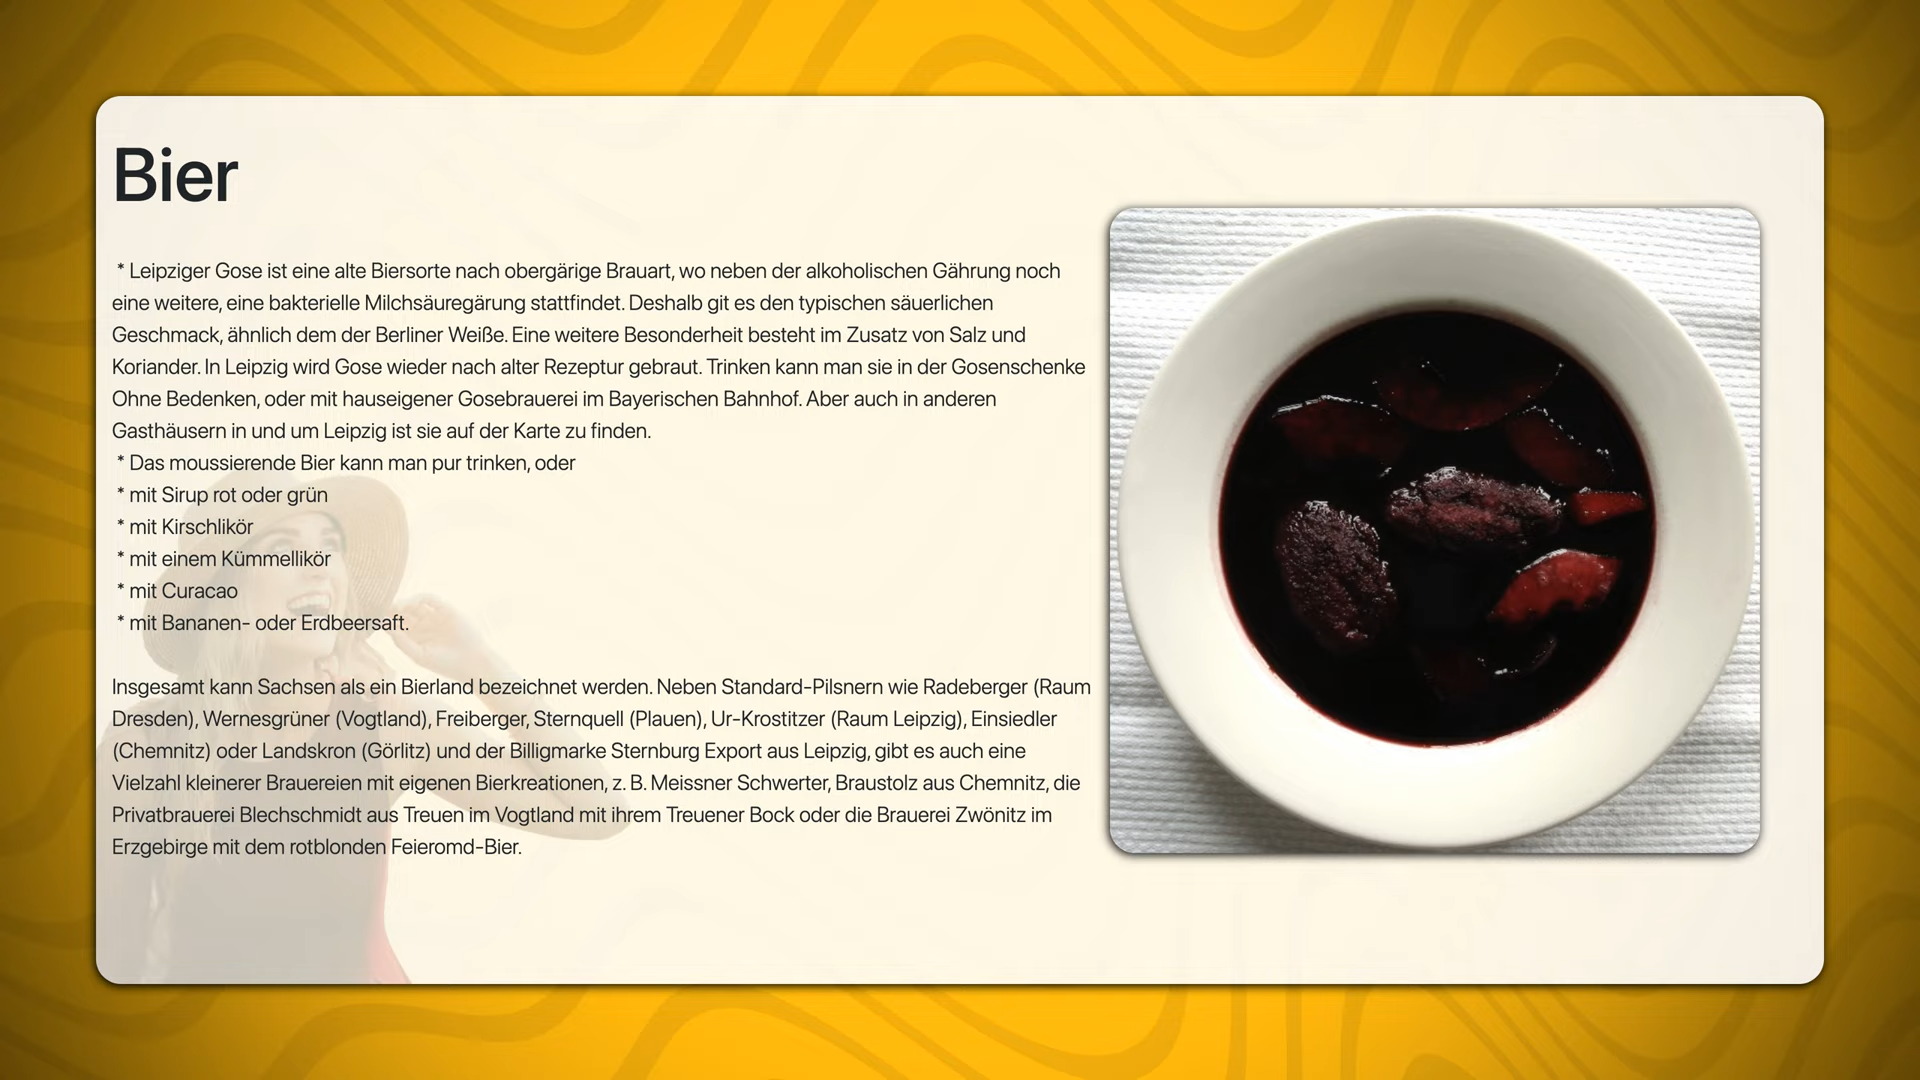 Bier
* Leipziger Gose ist eine alte Biersorte nach obergärige Brauart, wo neben der alkoholischen Gährung noch
eine weitere, eine bakterielle Milchsäuregärung stattfindet. Deshalb git es den typischen säuerlichen
Geschmack, ähnlich dem der Berliner Weiße. Eine weitere Besonderheit besteht im Zusatz von Salz und
Koriander. In Leipzig wird Gose wieder nach alter Rezeptur gebraut. Trinken kann man sie in der Gosenschenke
Ohne Bedenken, oder mit hauseigener Gosebrauerei im Bayerischen Bahnhof. Aber auch in anderen
Gasthäusern in und um Leipzig ist sie auf der Karte zu finden.
* Das moussierende Bier kann man pur trinken, oder
* mit Sirup rot oder grün
* mit Kirschlikör
* mit einem Kümmellikör
* mit Curacao
* mit Bananen- oder Erdbeersaft.
Insgesamt kann Sachsen als ein Bierland bezeichnet werden. Neben Standard-Pilsnern wie Radeberger (Raum
Dresden), Wernesgrüner (Vogtland), Freiberger, Sternquell (Plauen), Ur-Krostitzer (Raum Leipzig), Einsiedler
(Chemnitz) oder Landskron (Görlitz) und der Billigmarke Sternburg Export aus Leipzig, gibt es auch eine
Vielzahl kleinerer Brauereien mit eigenen Bierkreationen, z. B. Meissner Schwerter, Braustolz aus Chemnitz, die
Privatbrauerei Blechschmidt aus Treuen im Vogtland mit ihrem Treuener Bock oder die Brauerei Zwönitz im
Erzgebirge mit dem rotblonden Feieromd-Bier.